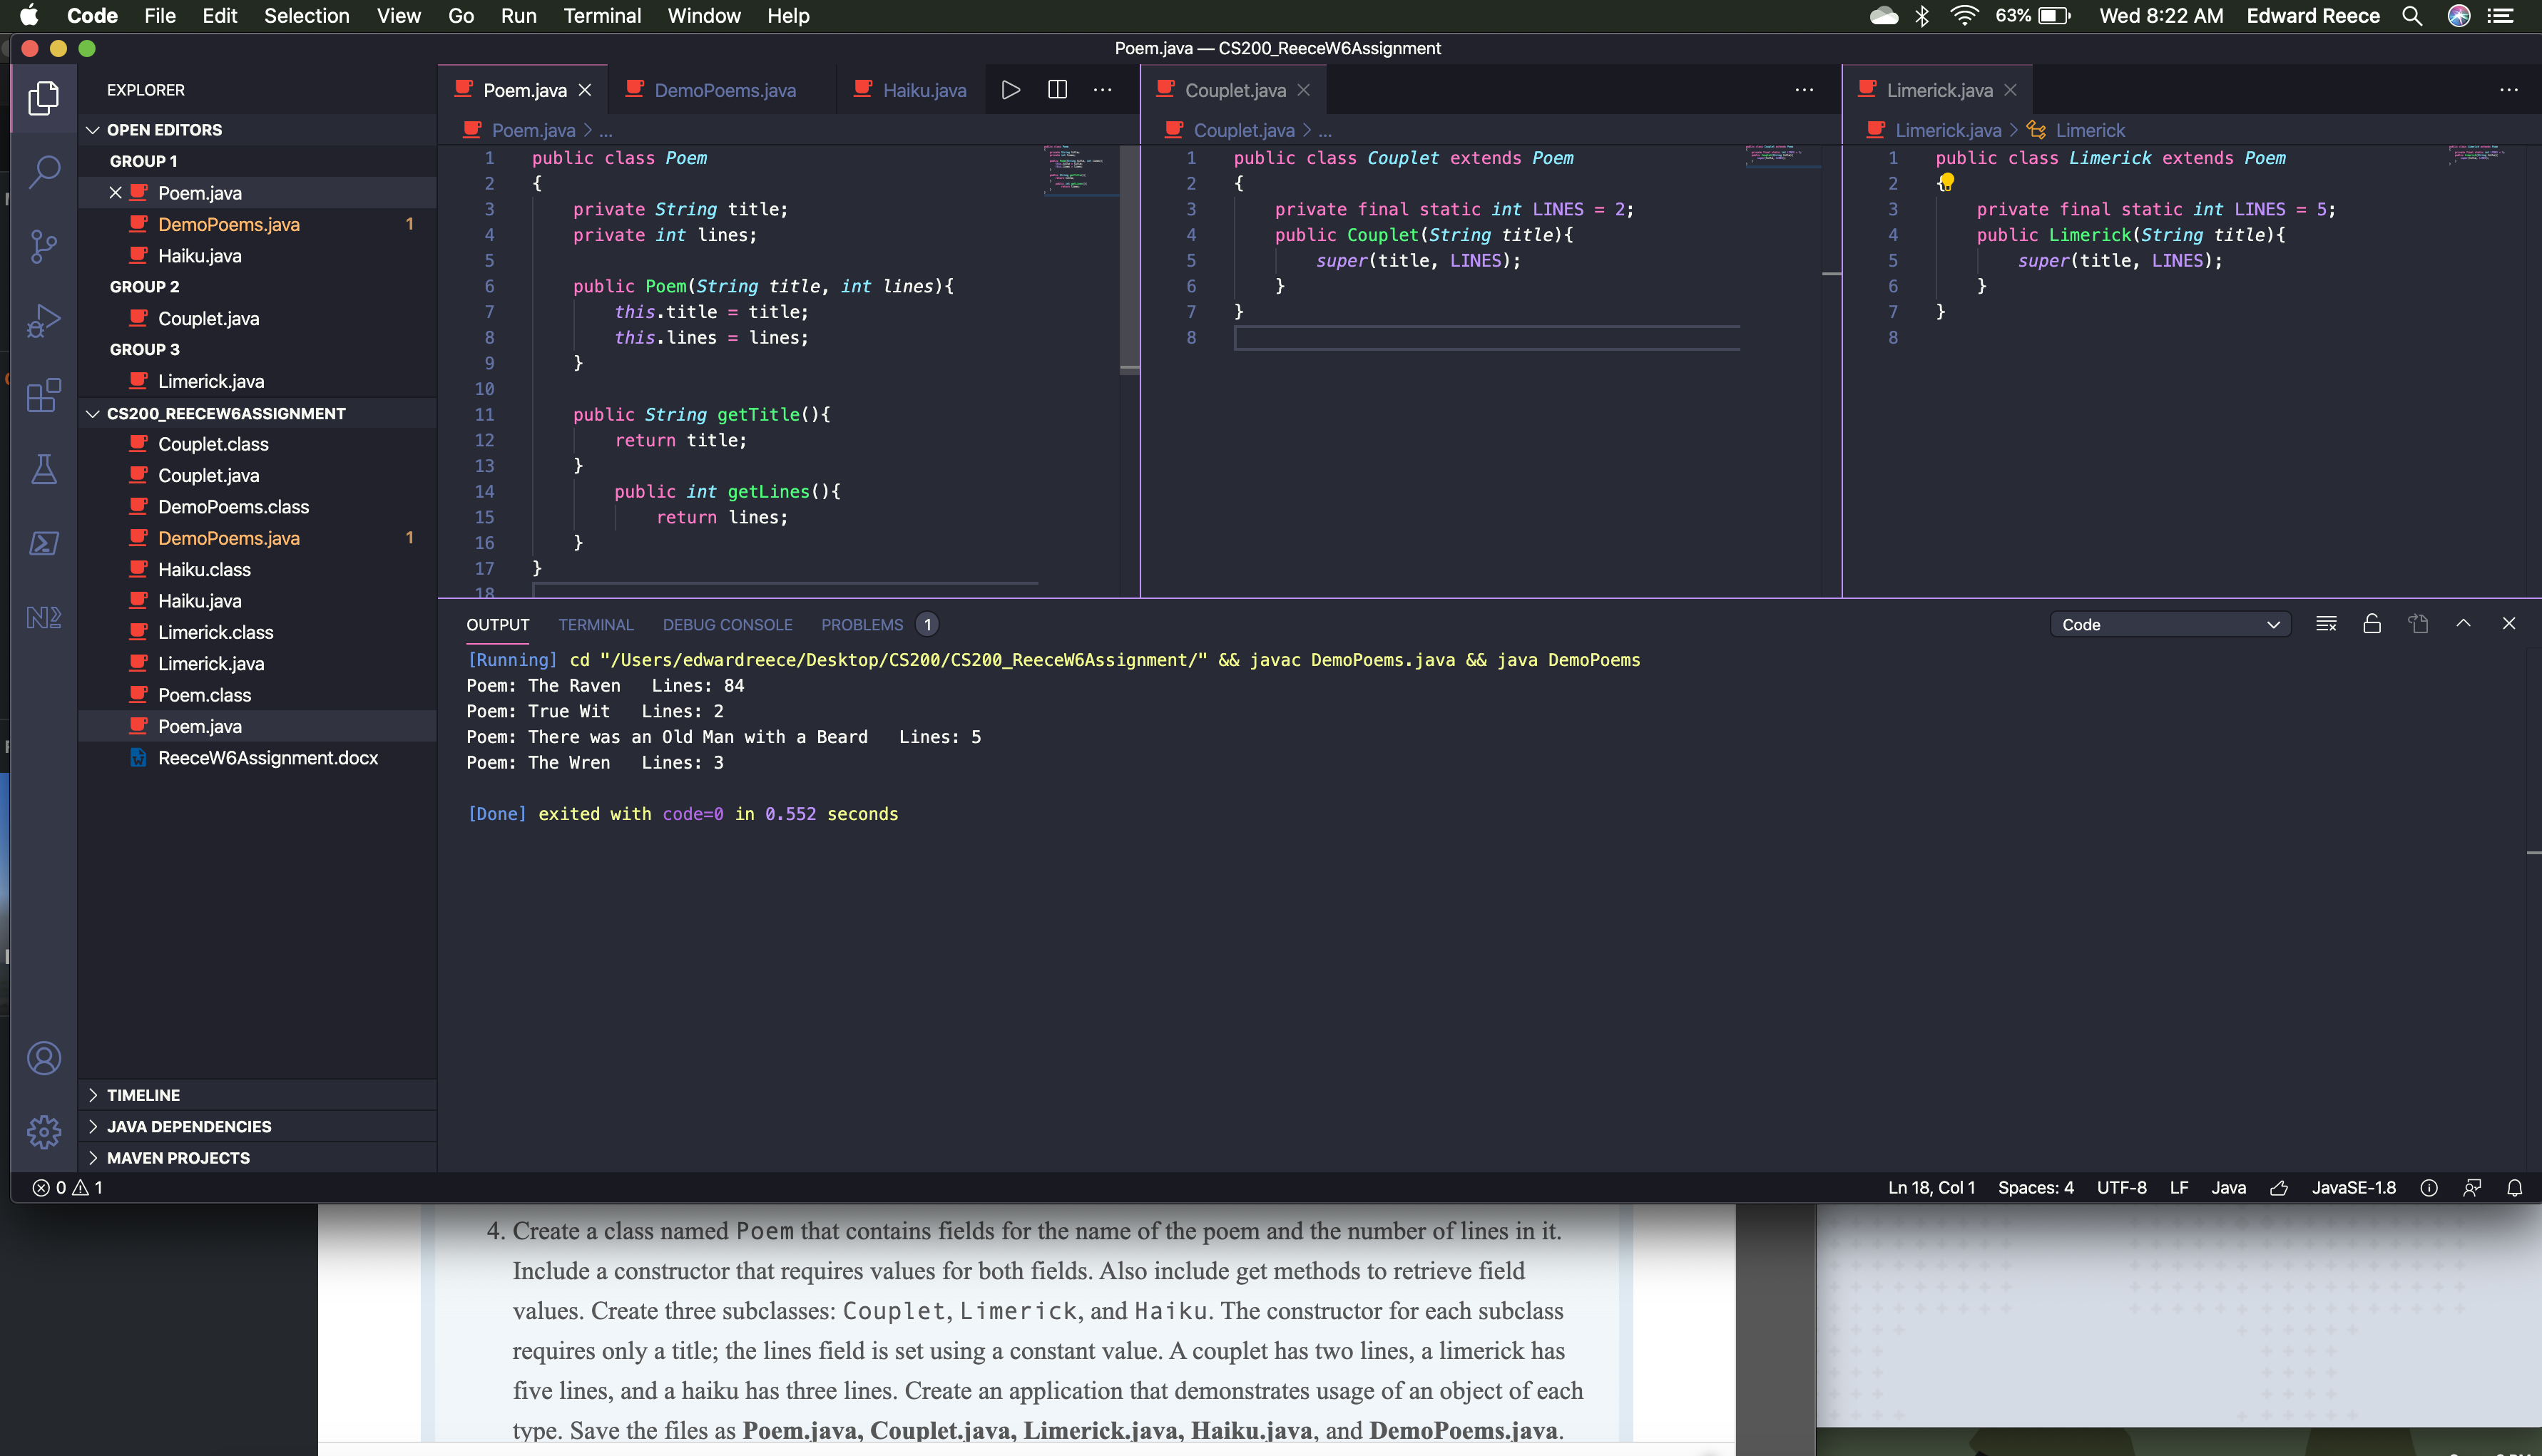 Code File Edit Selection View Go Run Terminal Window Help 63% Wed 8:22 AM Edward Reece
Poem.java — CS200_ReeceW6Assignment
EXPLORER
OPEN EDITORS
GROUP 1
Poem.java
DemoPoems.java 1
Haiku.java
GROUP 2
Couplet.java
GROUP 3
Limerick.java
CS200_REECEW6ASSIGNMENT
Couplet.class
Couplet.java
DemoPoems.class
DemoPoems.java 1
Haiku.class
Haiku.java
Limerick.class
Limerick.java
Poem.class
Poem.java
ReeceW6Assignment.docx
TIMELINE
JAVA DEPENDENCIES
MAVEN PROJECTS
Poem.java DemoPoems.java Haiku.java
Poem.java > ...
1 public class Poem
2 {
3 private String title;
4 private int lines;
5
6 public Poem(String title, int lines){
7 this.title = title;
8 this.lines = lines;
9 }
10
11 public String getTitle(){
12 return title;
13 }
14 public int getLines(){
15 return lines;
16 }
17 }
18
Couplet.java
Couplet.java > ...
1 public class Couplet extends Poem
2 {
3 private final static int LINES = 2;
4 public Couplet(String title){
5 super(title, LINES);
6 }
7 }
8
Limerick.java
Limerick.java > Limerick
1 public class Limerick extends Poem
2 {
3 private final static int LINES = 5;
4 public Limerick(String title){
5 super(title, LINES);
6 }
7 }
8
OUTPUT TERMINAL DEBUG CONSOLE PROBLEMS 1 Code
[Running] cd "/Users/edwardreece/Desktop/CS200/CS200_ReeceW6Assignment/" && javac DemoPoems.java && java DemoPoems
Poem: The Raven Lines: 84
Poem: True Wit Lines: 2
Poem: There was an Old Man with a Beard Lines: 5
Poem: The Wren Lines: 3
[Done] exited with code=0 in 0.552 seconds
0 1 Ln 18, Col 1 Spaces: 4 UTF-8 LF Java JavaSE-1.8
4. Create a class named Poem that contains fields for the name of the poem and the number of lines in it.
Include a constructor that requires values for both fields. Also include get methods to retrieve field
values. Create three subclasses: Couplet, Limerick, and Haiku. The constructor for each subclass
requires only a title; the lines field is set using a constant value. A couplet has two lines, a limerick has
five lines, and a haiku has three lines. Create an application that demonstrates usage of an object of each
type. Save the files as Poem.java, Couplet.java, Limerick.java, Haiku.java, and DemoPoems.java.